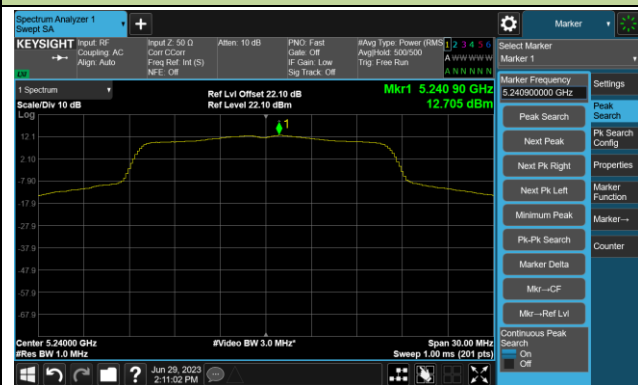 Spectrum Analyzer 1
Swept SA
Marker
KEYSIGHT Input: RF Input Z: 50 Ω Atten: 10 dB PNO: Fast #Avg Type: Power (RMS 1 2 3 4 5 6
Coupling: AC Corr CCorr Gate: Off Avg|Hold: 500/500 A W W W W W
Align: Auto Freq Ref: Int (S) IF Gain: Low Trig: Free Run
NFE: Off Sig Track: Off A N N N N N
Select Marker
Marker 1
1 Spectrum Ref Lvl Offset 22.10 dB Mkr1 5.240 90 GHz
Scale/Div 10 dB Ref Level 22.10 dBm 12.705 dBm
Log
1
12.1
2.10
-7.90
-17.9
-27.9
-37.9
-47.9
-57.9
-67.9
Center 5.24000 GHz #Video BW 3.0 MHz* Span 30.00 MHz
#Res BW 1.0 MHz Sweep 1.00 ms (201 pts)
Marker Frequency
5.240900000 GHz
Peak Search
Next Peak
Next Pk Right
Next Pk Left
Minimum Peak
Pk-Pk Search
Marker Delta
Mkr→CF
Mkr→Ref Lvl
Continuous Peak
Search
On
Off
Settings
Peak
Search
Pk Search
Config
Properties
Marker
Function
Marker→
Counter
Jun 29, 2023
2:11:02 PM